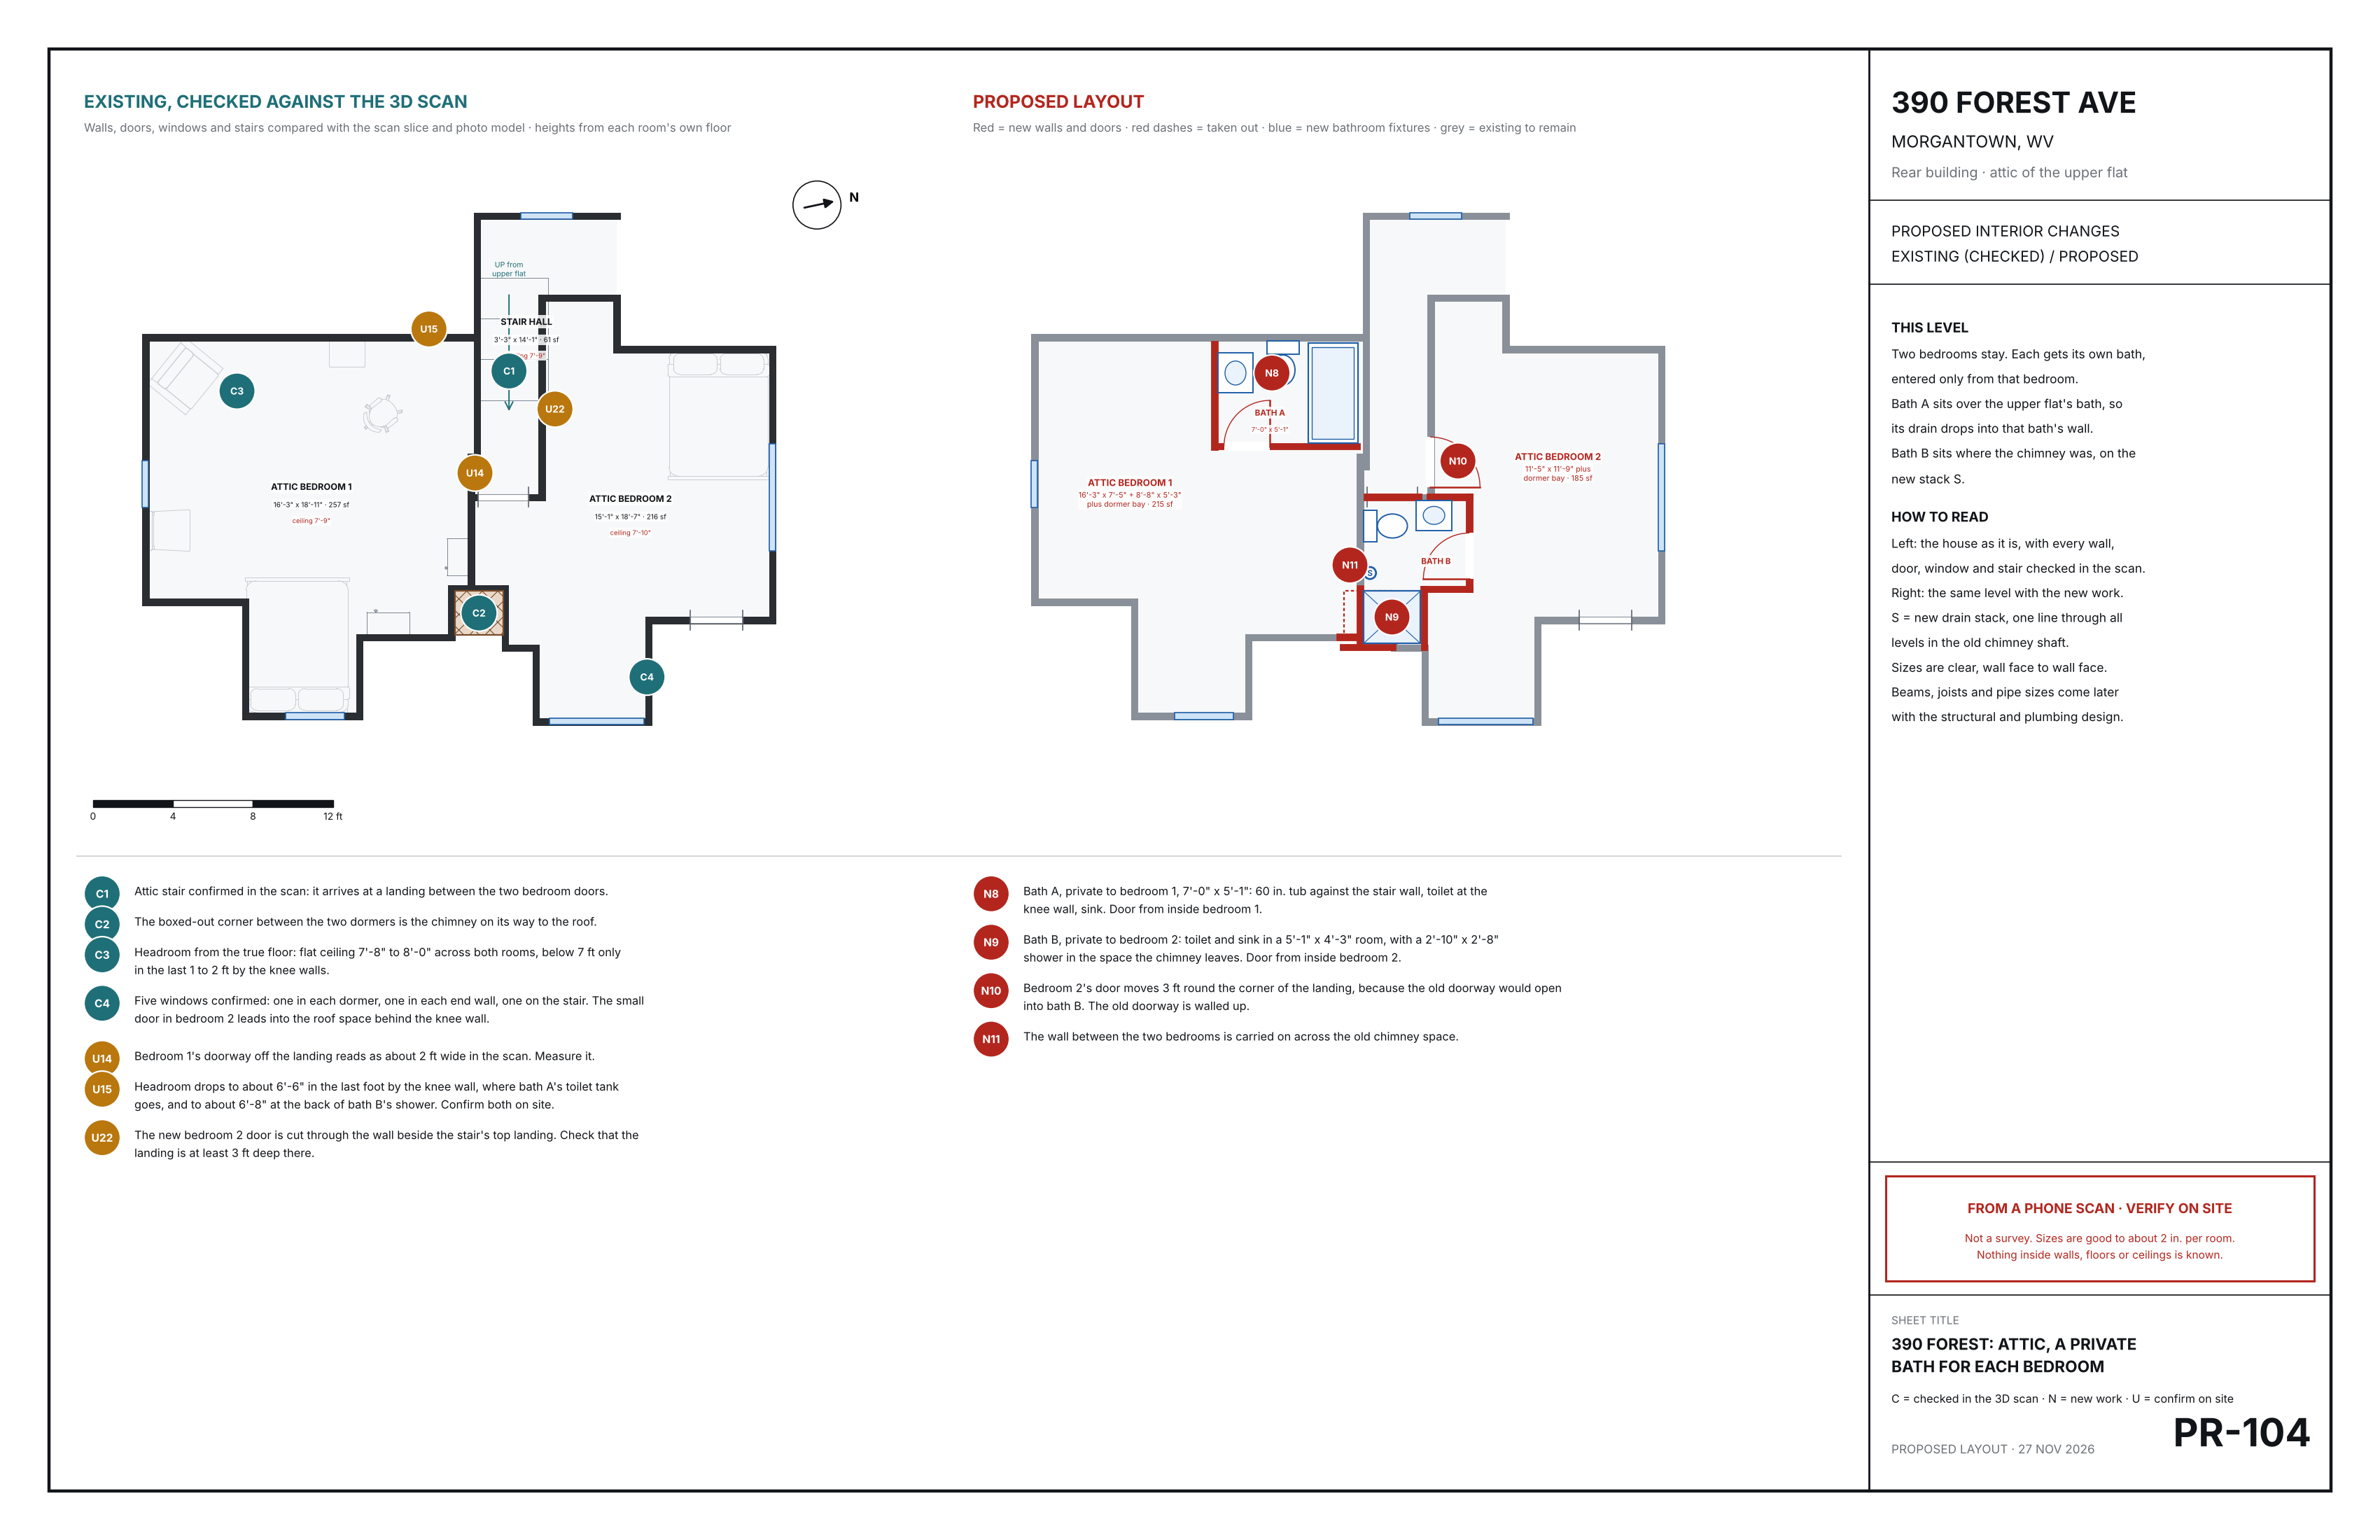 EXISTING, CHECKED AGAINST THE 3D SCAN
Walls, doors, windows and stairs compared with the scan slice and photo model · heights from each room's own floor
N
UP from
upper flat
STAIR HALL
3'-3" x 14'-1" · 61 sf
7'-9"
U15
C1
C3
U22
U14
ATTIC BEDROOM 1
16'-3" x 18'-11" · 257 sf
ceiling 7'-9"
ATTIC BEDROOM 2
15'-1" x 18'-7" · 216 sf
ceiling 7'-10"
C2
C4
0
4
8
12 ft
PROPOSED LAYOUT
Red = new walls and doors · red dashes = taken out · blue = new bathroom fixtures · grey = existing to remain
N8
BATH A
7'-0" x 5'-1"
N10
ATTIC BEDROOM 2
11'-5" x 11'-9" plus
dormer bay · 185 sf
ATTIC BEDROOM 1
16'-3" x 7'-5" + 8'-8" x 5'-3"
plus dormer bay · 215 sf
N11
S
BATH B
N9
C1
Attic stair confirmed in the scan: it arrives at a landing between the two bedroom doors.
C2
The boxed-out corner between the two dormers is the chimney on its way to the roof.
C3
Headroom from the true floor: flat ceiling 7'-8" to 8'-0" across both rooms, below 7 ft only
in the last 1 to 2 ft by the knee walls.
C4
Five windows confirmed: one in each dormer, one in each end wall, one on the stair. The small
door in bedroom 2 leads into the roof space behind the knee wall.
U14
Bedroom 1's doorway off the landing reads as about 2 ft wide in the scan. Measure it.
U15
Headroom drops to about 6'-6" in the last foot by the knee wall, where bath A's toilet tank
goes, and to about 6'-8" at the back of bath B's shower. Confirm both on site.
U22
The new bedroom 2 door is cut through the wall beside the stair's top landing. Check that the
landing is at least 3 ft deep there.
N8
Bath A, private to bedroom 1, 7'-0" x 5'-1": 60 in. tub against the stair wall, toilet at the
knee wall, sink. Door from inside bedroom 1.
N9
Bath B, private to bedroom 2: toilet and sink in a 5'-1" x 4'-3" room, with a 2'-10" x 2'-8"
shower in the space the chimney leaves. Door from inside bedroom 2.
N10
Bedroom 2's door moves 3 ft round the corner of the landing, because the old doorway would open
into bath B. The old doorway is walled up.
N11
The wall between the two bedrooms is carried on across the old chimney space.
390 FOREST AVE
MORGANTOWN, WV
Rear building · attic of the upper flat
PROPOSED INTERIOR CHANGES
EXISTING (CHECKED) / PROPOSED
THIS LEVEL
Two bedrooms stay. Each gets its own bath,
entered only from that bedroom.
Bath A sits over the upper flat's bath, so
its drain drops into that bath's wall.
Bath B sits where the chimney was, on the
new stack S.
HOW TO READ
Left: the house as it is, with every wall,
door, window and stair checked in the scan.
Right: the same level with the new work.
S = new drain stack, one line through all
levels in the old chimney shaft.
Sizes are clear, wall face to wall face.
Beams, joists and pipe sizes come later
with the structural and plumbing design.
FROM A PHONE SCAN · VERIFY ON SITE
Not a survey. Sizes are good to about 2 in. per room.
Nothing inside walls, floors or ceilings is known.
SHEET TITLE
390 FOREST: ATTIC, A PRIVATE
BATH FOR EACH BEDROOM
C = checked in the 3D scan · N = new work · U = confirm on site
PROPOSED LAYOUT · 27 NOV 2026
PR-104